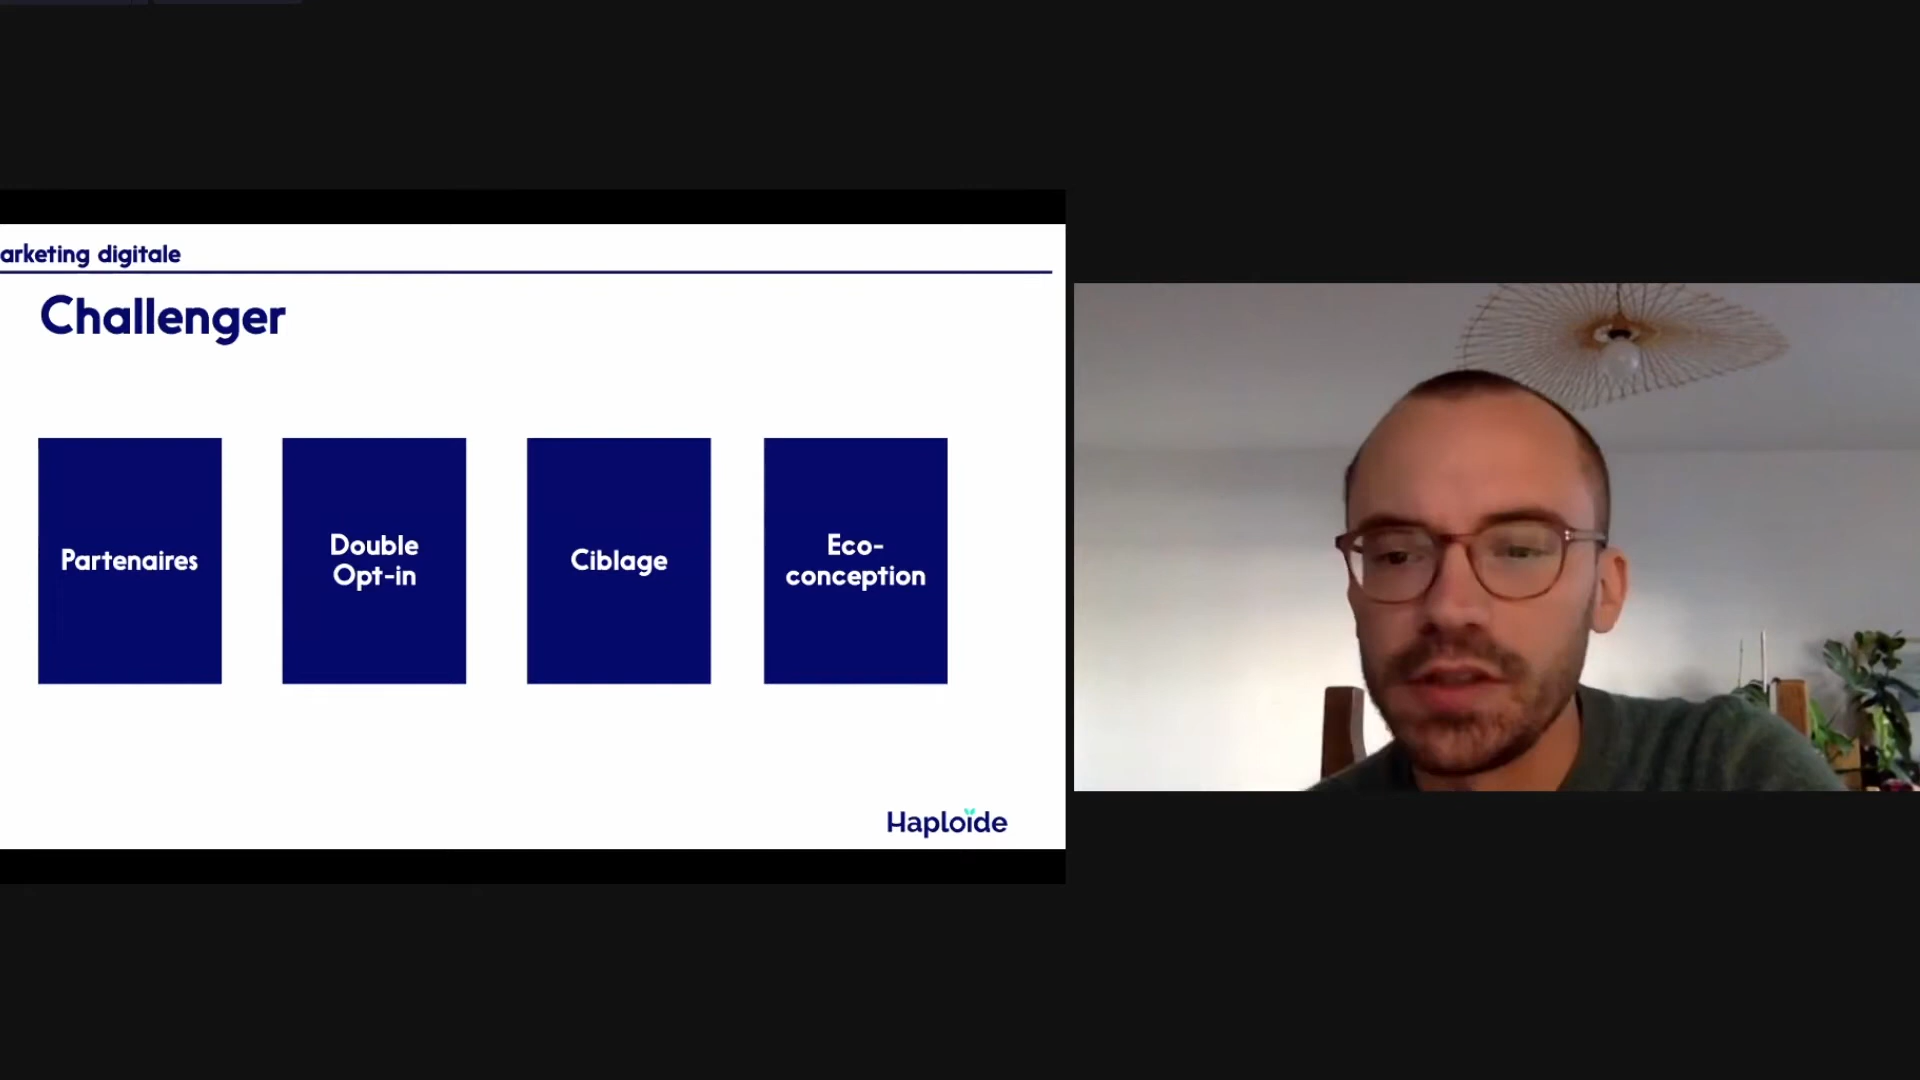 arketing digitale
Challenger
Partenaires
Double
Opt-in
Ciblage
Eco-
conception
Haploïde